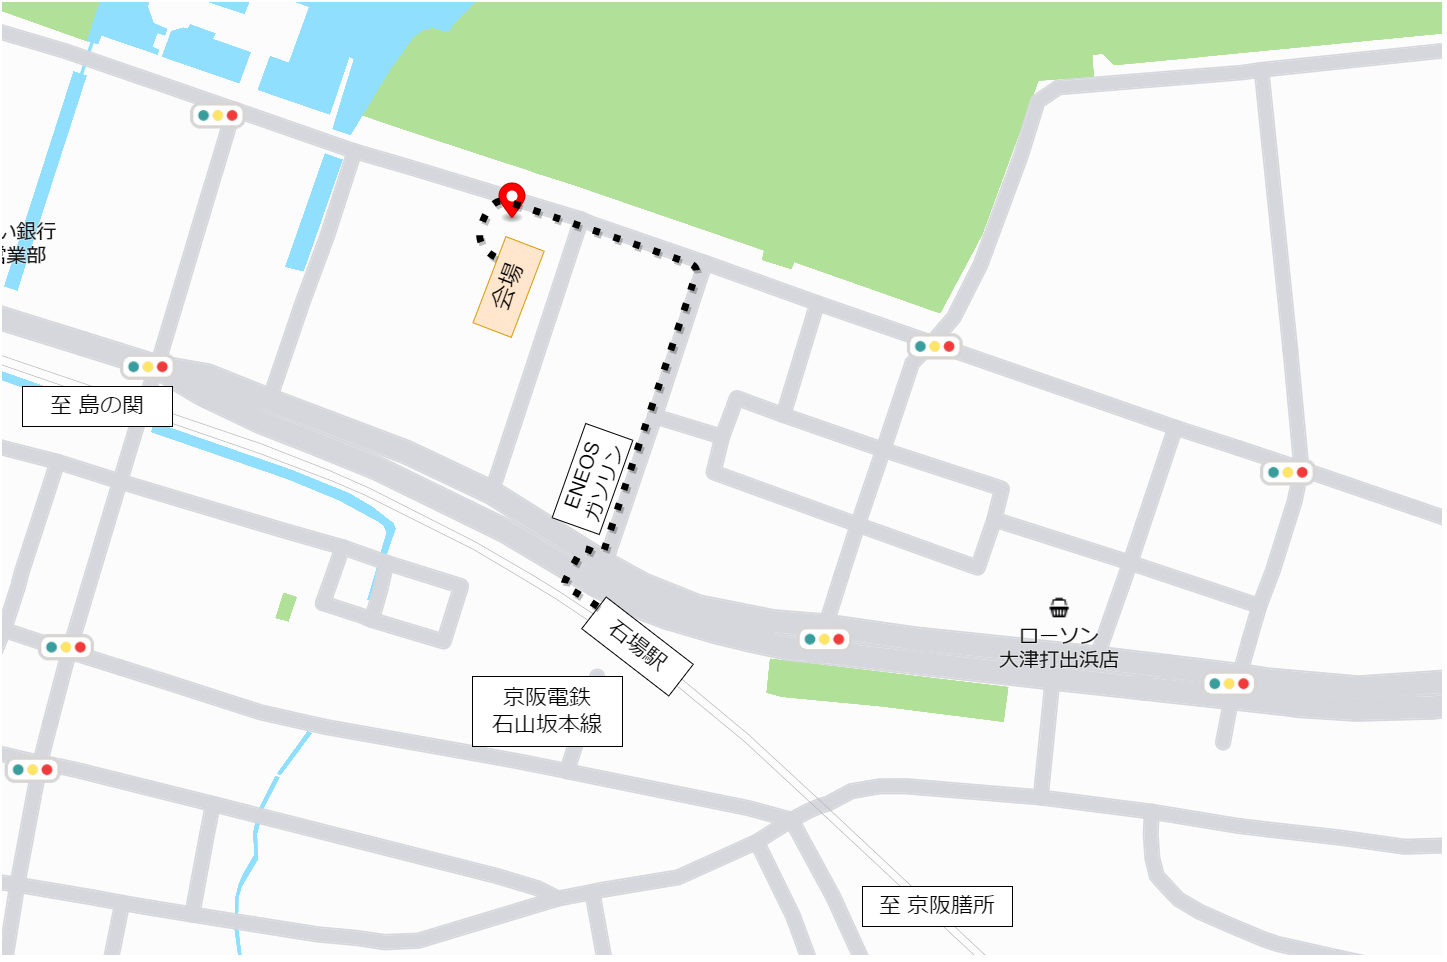 い銀行
営業部
会場
至 島の関
ENEOS
ガソリン
石場駅
ローソン
大津打出浜店
京阪電鉄
石山坂本線
至 京阪膳所